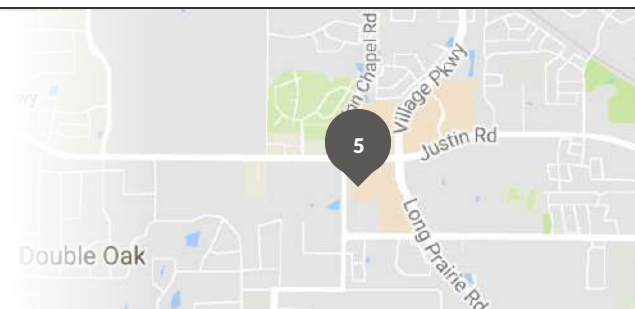 Chapel Rd
Village Pkwy
5
Justin Rd
Long Prairie Rd
Double Oak